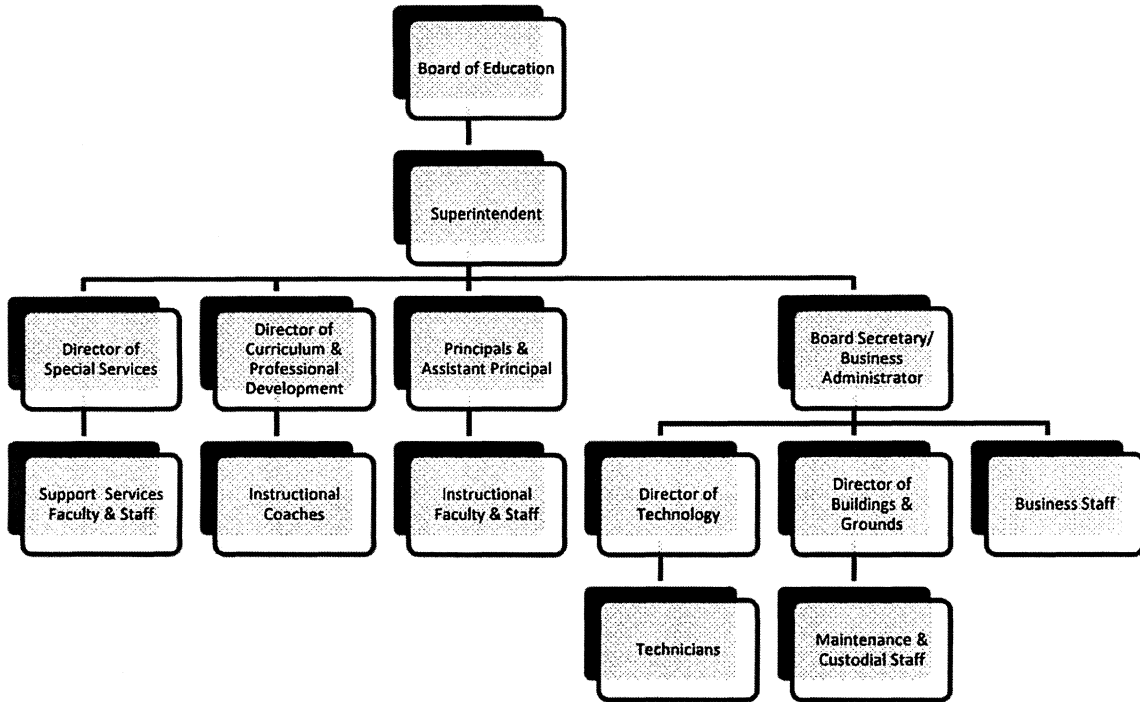 Board of Education
Superintendent
Director of
Special Services
Director of
Curriculum &
Professional
Development
Principals &
Assistant Principal
Board Secretary/
Business
Administrator
Support Services
Faculty & Staff
Instructional
Coaches
Instructional
Faculty & Staff
Director of
Technology
Director of
Buildings &
Grounds
Business Staff
Technicians
Maintenance &
Custodial Staff